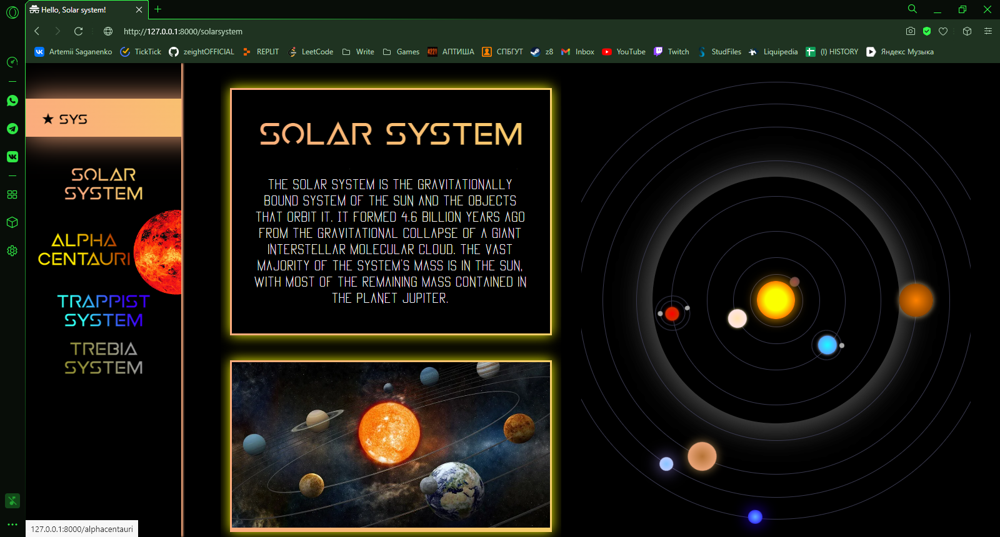 Hello, Solar system!
http://127.0.0.1:8000/solarsystem
Artemii Saganenko TickTick zeightOFFICIAL REPLIT LeetCode Write Games 4221 АПТИША СПБГУТ z8 Inbox YouTube Twitch StudFiles Liquipedia (I) HISTORY Яндекс Музыка
★ SYS
SOLAR
SYSTEM
ALPHA
CENTAURI
TRAPPIST
SYSTEM
TREBIA
SYSTEM
SOLAR SYSTEM
THE SOLAR SYSTEM IS THE GRAVITATIONALLY
BOUND SYSTEM OF THE SUN AND THE OBJECTS
THAT ORBIT IT. IT FORMED 4.6 BILLION YEARS AGO
FROM THE GRAVITATIONAL COLLAPSE OF A GIANT
INTERSTELLAR MOLECULAR CLOUD. THE VAST
MAJORITY OF THE SYSTEM'S MASS IS IN THE SUN,
WITH MOST OF THE REMAINING MASS CONTAINED IN
THE PLANET JUPITER.
127.0.0.1:8000/alphacentauri